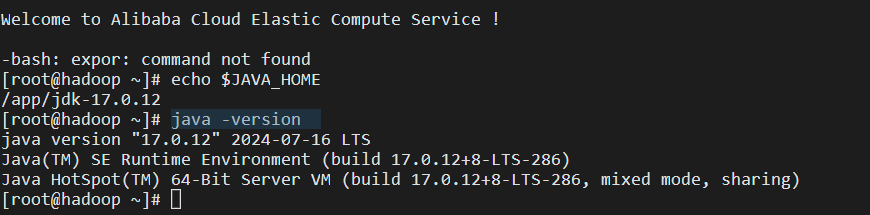 Welcome to Alibaba Cloud Elastic Compute Service !
-bash: expor: command not found
[root@hadoop ~]# echo $JAVA_HOME
/app/jdk-17.0.12
[root@hadoop ~]# java -version
java version "17.0.12" 2024-07-16 LTS
Java(TM) SE Runtime Environment (build 17.0.12+8-LTS-286)
Java HotSpot(TM) 64-Bit Server VM (build 17.0.12+8-LTS-286, mixed mode, sharing)
[root@hadoop ~]#